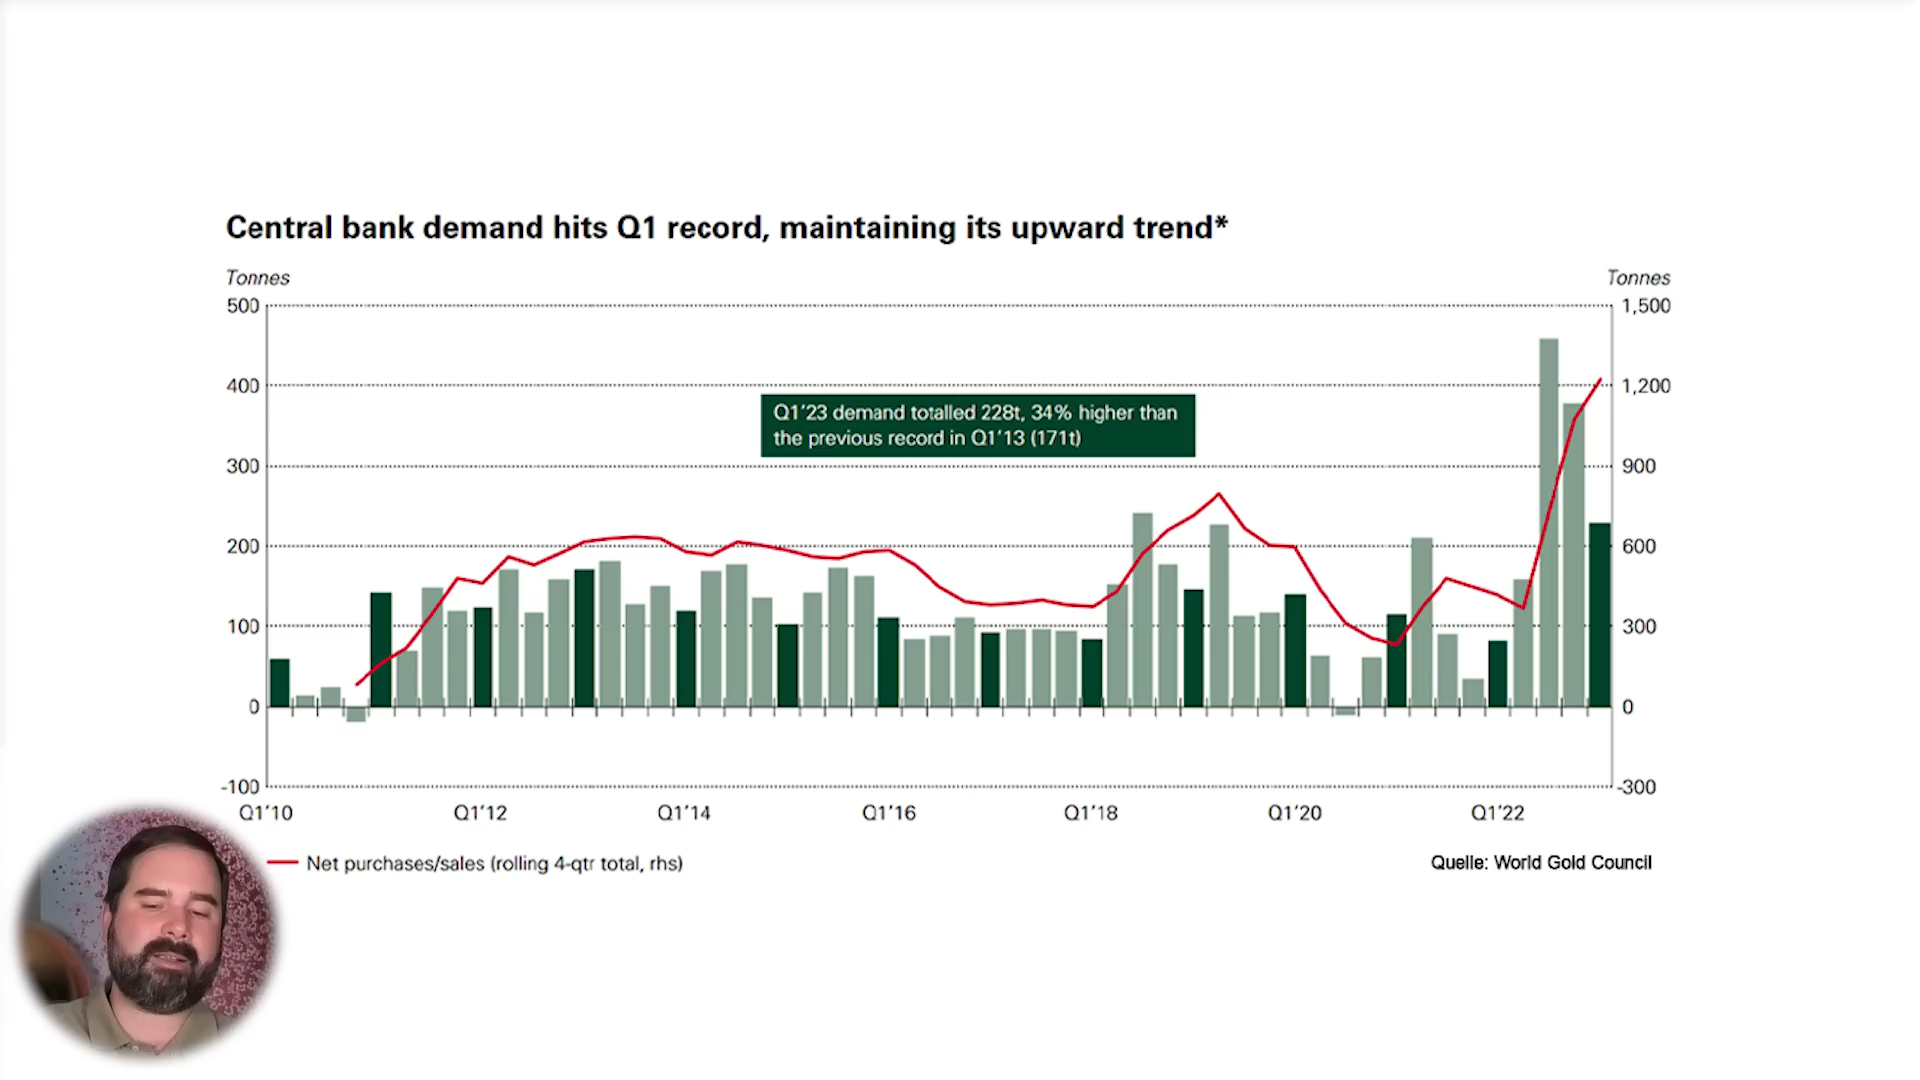 Central bank demand hits Q1 record, maintaining its upward trend*
Tonnes
Tonnes
500
1,500
400
1,200
Q1'23 demand totalled 228t, 34% higher than
the previous record in Q1'13 (171t)
300
900
200
600
100
300
0
0
-100
-300
Q1'10
Q1'12
Q1'14
Q1'16
Q1'18
Q1'20
Q1'22
Net purchases/sales (rolling 4-qtr total, rhs)
Quelle: World Gold Council